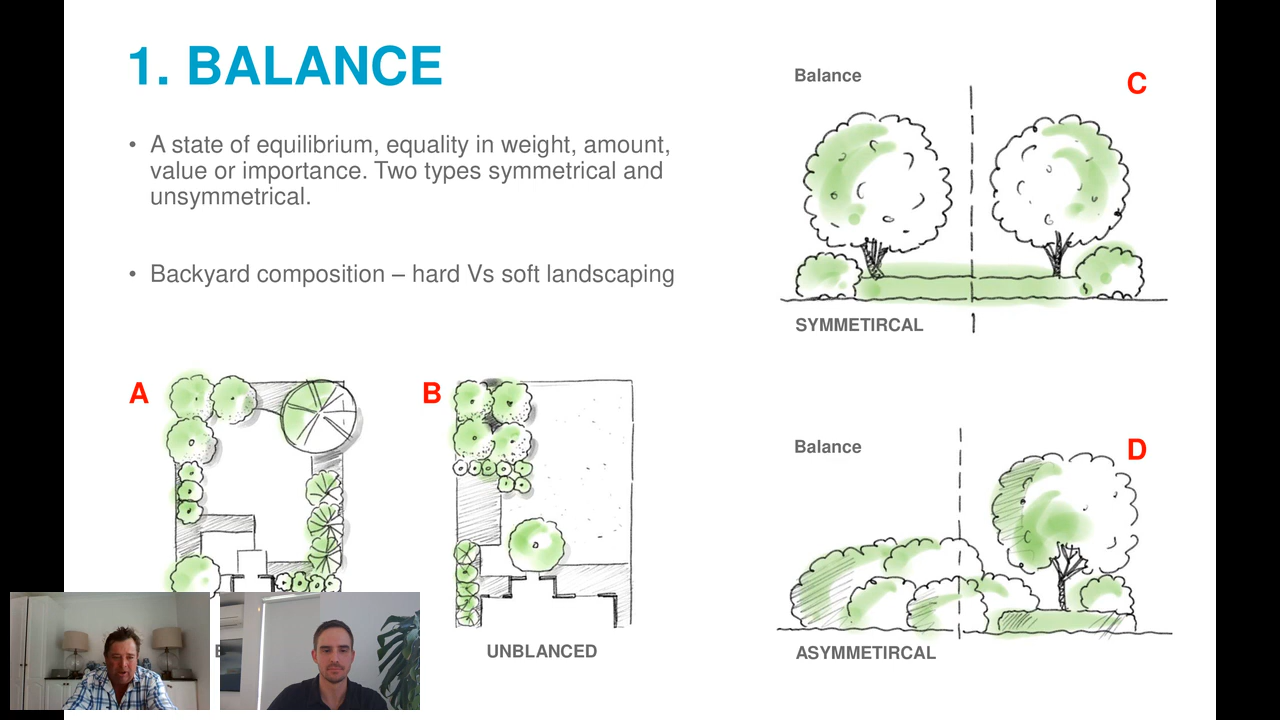 1. BALANCE
• A state of equilibrium, equality in weight, amount,
value or importance. Two types symmetrical and
unsymmetrical.
• Backyard composition – hard Vs soft landscaping
A
B
UNBLANCED
Balance
C
SYMMETIRCAL
Balance
D
ASYMMETIRCAL